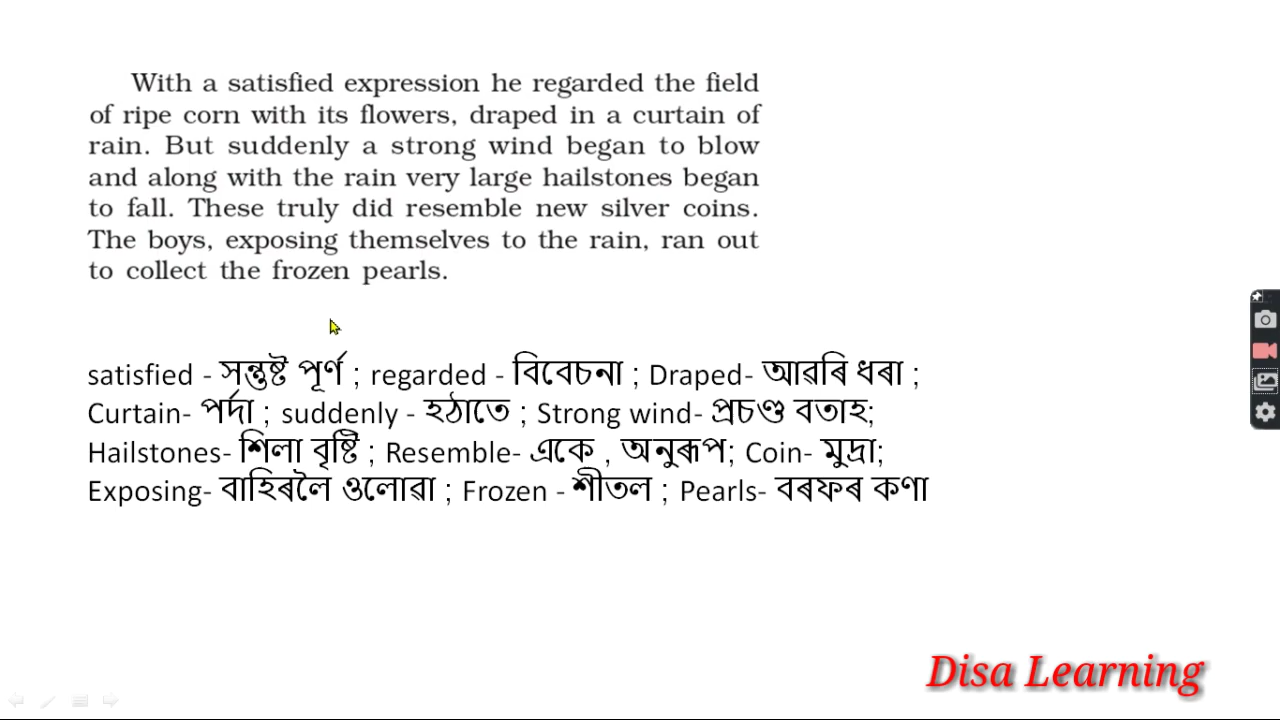 With a satisfied expression he regarded the field
of ripe corn with its flowers, draped in a curtain of
rain. But suddenly a strong wind began to blow
and along with the rain very large hailstones began
to fall. These truly did resemble new silver coins.
The boys, exposing themselves to the rain, ran out
to collect the frozen pearls.
satisfied - সন্তুষ্ট পূৰ্ণ ; regarded - বিবেচনা ; Draped- আৱৰি ধৰা ;
Curtain- পৰ্দা ; suddenly - হঠাতে ; Strong wind- প্ৰচণ্ড বতাহ;
Hailstones- শিলা বৃষ্টি ; Resemble- একে , অনুৰূপ; Coin- মুদ্ৰা;
Exposing- বাহিৰলৈ ওলোৱা ; Frozen - শীতল ; Pearls- বৰফৰ কণা
Disa Learning